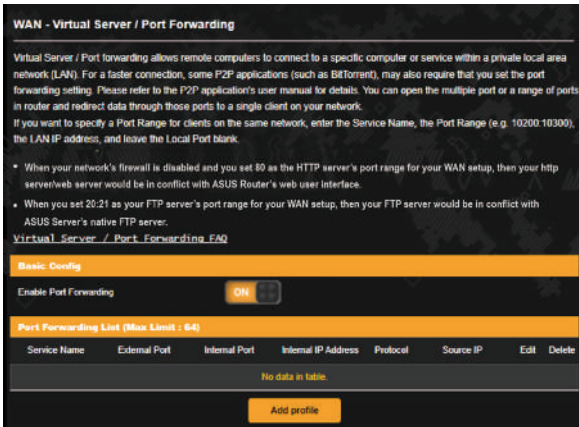 WAN - Virtual Server / Port Forwarding
Virtual Server / Port forwarding allows remote computers to connect to a specific computer or service within a private local area
network (LAN). For a faster connection, some P2P applications (such as BitTorrent), may also require that you set the port
forwarding setting. Please refer to the P2P application's user manual for details. You can open the multiple port or a range of ports
in router and redirect data through those ports to a single client on your network.
If you want to specify a Port Range for clients on the same network, enter the Service Name, the Port Range (e.g. 10200:10300),
the LAN IP address, and leave the Local Port blank.
• When your network's firewall is disabled and you set 80 as the HTTP server's port range for your WAN setup, then your http
server/web server would be in conflict with ASUS Router's web user interface.
• When you set 20:21 as your FTP server's port range for your WAN setup, then your FTP server would be in conflict with
ASUS Server's native FTP server.
Virtual Server / Port Forwarding FAQ
Basic Config
Enable Port Forwarding ON
Port Forwarding List (Max Limit : 64)
Service Name External Port Internal Port Internal IP Address Protocol Source IP Edit Delete
No data in table.
Add profile